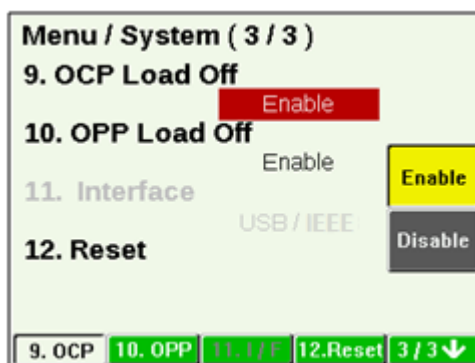 Menu / System ( 3 / 3 )
9. OCP Load Off
Enable
10. OPP Load Off
Enable
Enable
11. Interface
USB / IEEE
Disable
12. Reset
9. OCP 10. OPP 11. I / F 12.Reset 3 / 3